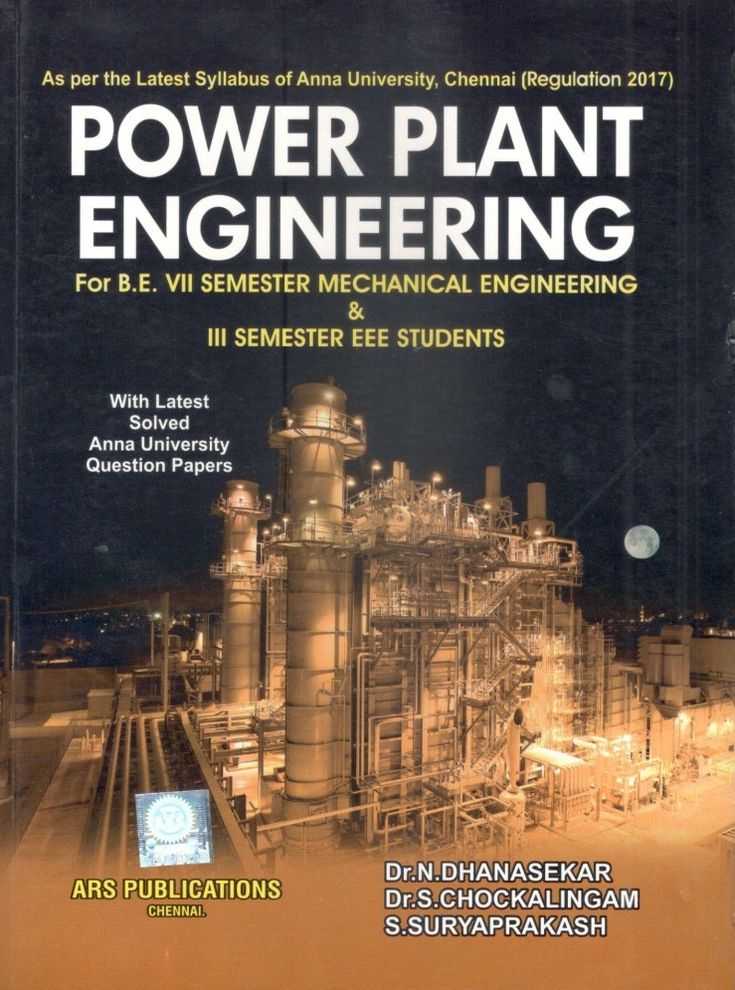 As per the Latest Syllabus of Anna University, Chennai (Regulation 2017)
POWER PLANT
ENGINEERING
For B.E. VII SEMESTER MECHANICAL ENGINEERING
&
III SEMESTER EEE STUDENTS
With Latest
Solved
Anna University
Question Papers
ARS PUBLICATIONS
CHENNAI.
Dr.N.DHANASEKAR
Dr.S.CHOCKALINGAM
S.SURYAPRAKASH